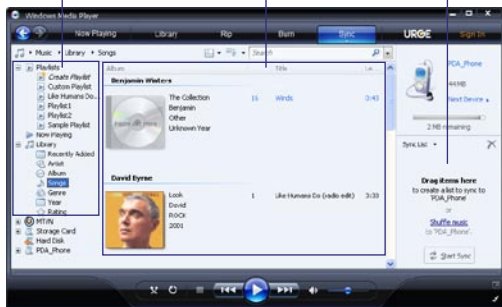 Windows Media Player
Now Playing
Library
Rip
Burn
Sync
URGE
Sign In
Music
Library
Songs
Search
Playlists
Create Playlist
Custom Playlist
Like Humans Do...
Playlist1
Playlist2
Sample Playlist
Now Playing
Library
Recently Added
Artist
Album
Songs
Genre
Year
Rating
MTN
Storage Card
Hard Disk
PDA_Phone
Album
Title
Benjamin Winters
The Collection
Benjamin
Other
Unknown Year
16
Winds
3:43
David Byrne
Look
David
ROCK
2001
1
Like Humans Do (radio edit)
3:33
PDA_Phone
44MB
Next Device
2 MB remaining
Sync List
Drag items here
to create a list to sync to
'PDA_Phone'
or
Shuffle music
to 'PDA_Phone'.
Start Sync